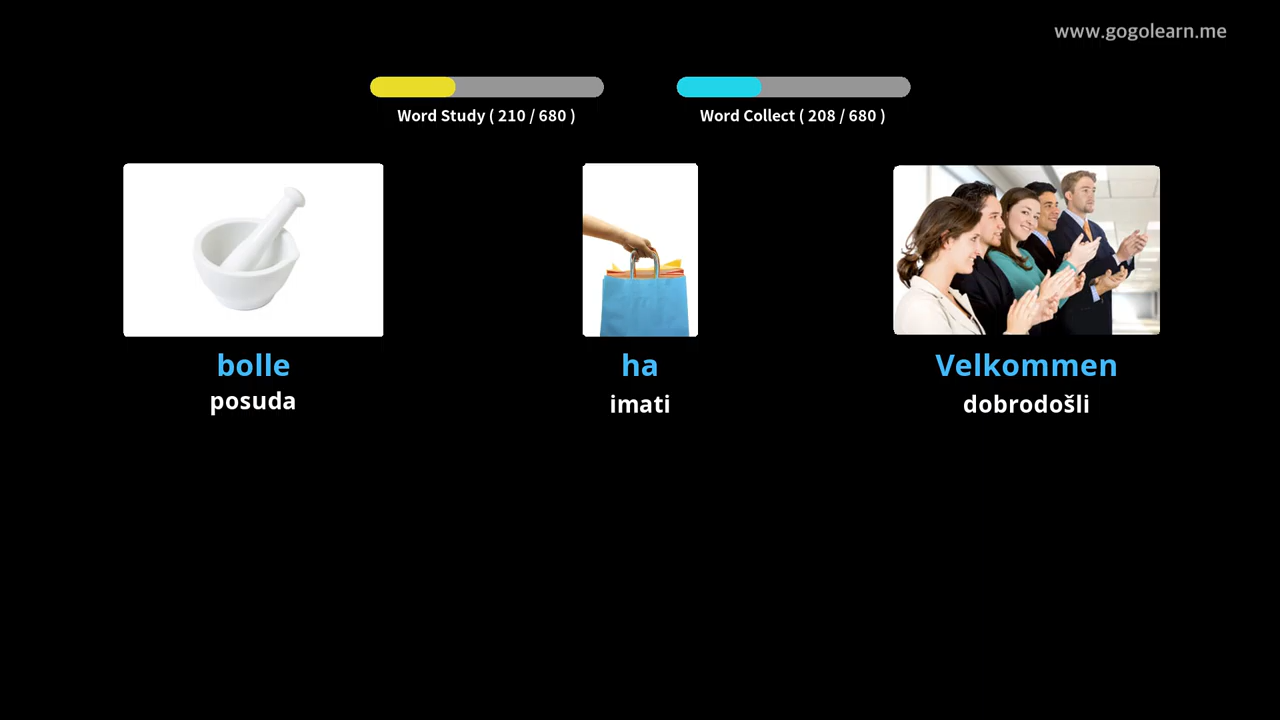 www.gogolearn.me
Word Study ( 210 / 680 )
Word Collect ( 208 / 680 )
bolle
posuda
ha
imati
Velkommen
dobrodošli